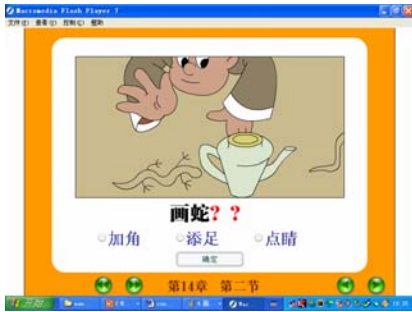 Macromedia Flash Player 7
文件(F) 查看(V) 控制(C) 帮助
画蛇？？
加角 添足 点睛
确定
第14章 第二节
开始